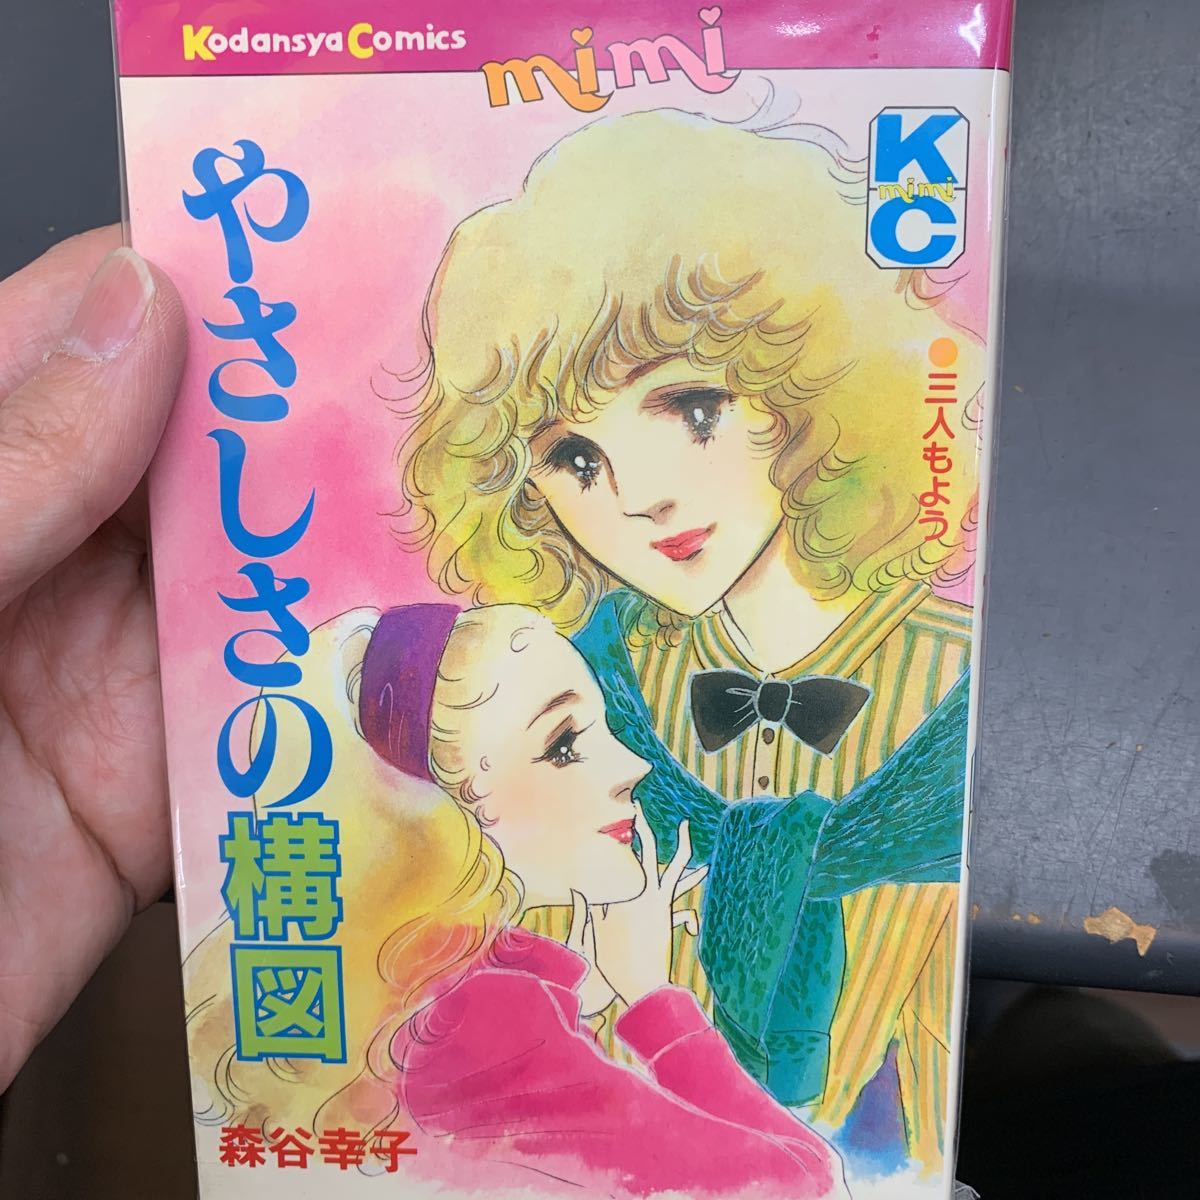 Kodansya Comics
mimi
KC
mimi
やさしさの構図
●三人もよう
森谷幸子